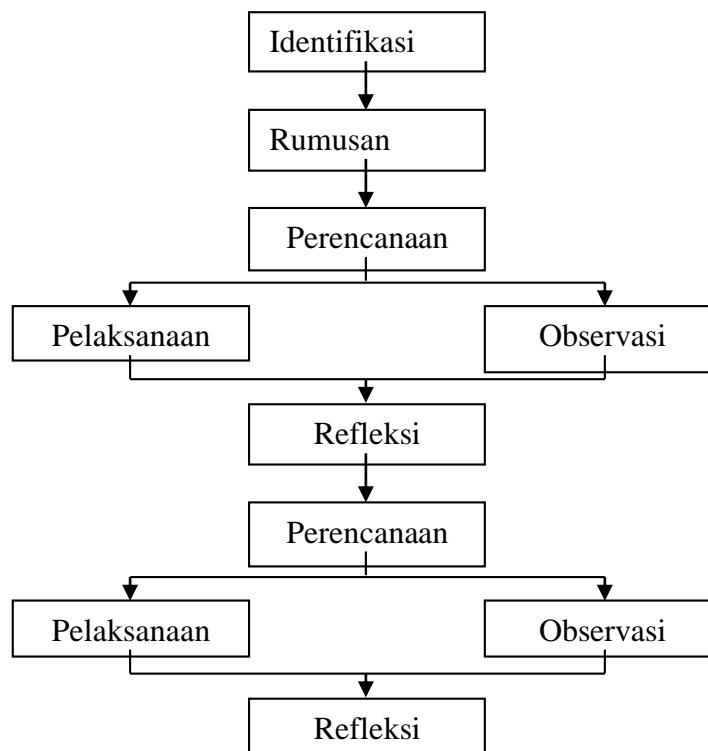 Identifikasi
Rumusan
Perencanaan
Pelaksanaan
Observasi
Refleksi
Perencanaan
Pelaksanaan
Observasi
Refleksi